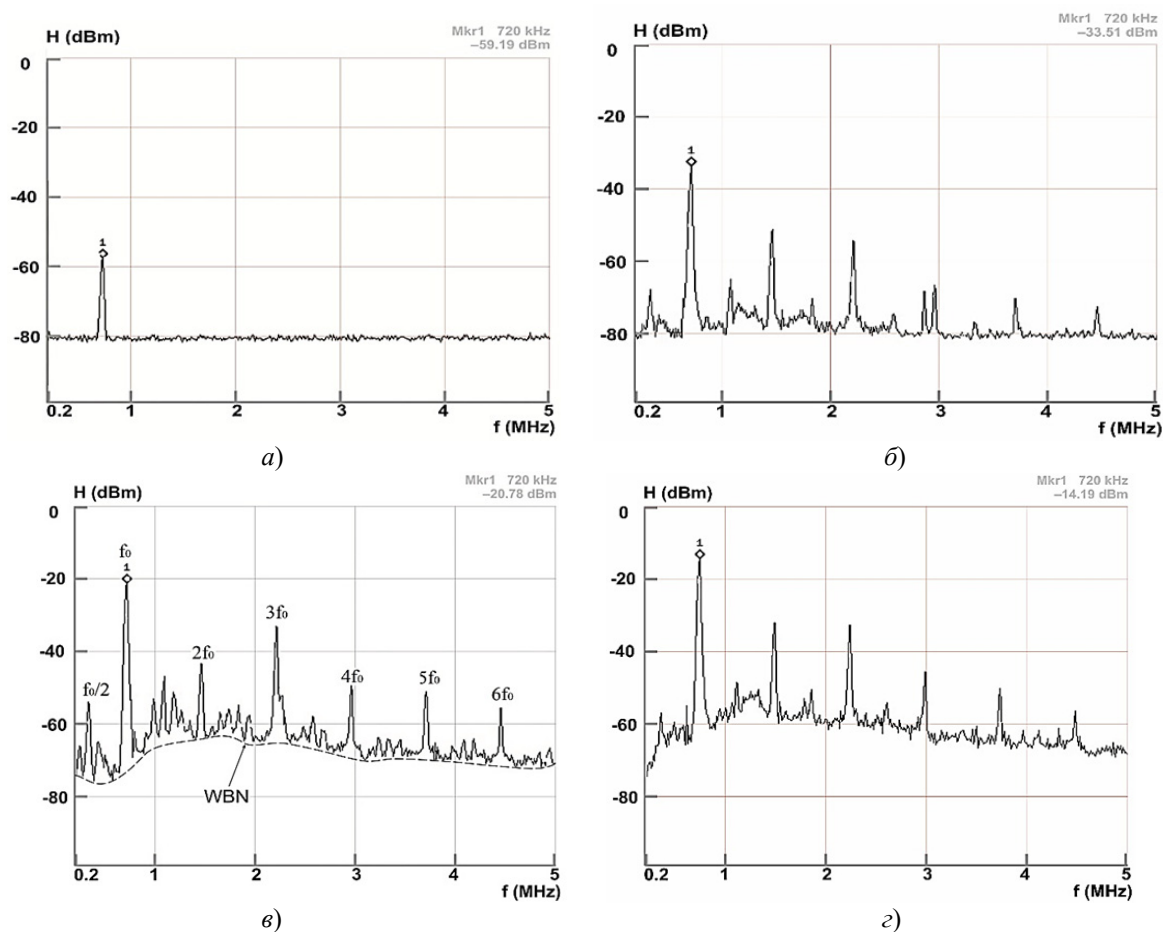 H (dBm)
Mkr1 720 kHz
–59.19 dBm
0
-20
-40
-60
-80
1
0.2 1 2 3 4 5
f (MHz)
а)
H (dBm)
Mkr1 720 kHz
–33.51 dBm
0
-20
-40
-60
-80
1
0.2 1 2 3 4 5
f (MHz)
б)
H (dBm)
Mkr1 720 kHz
–20.78 dBm
0
-20
-40
-60
-80
f₀/2
f₀
1
2f₀
3f₀
4f₀
5f₀
6f₀
WBN
0.2 1 2 3 4 5
f (MHz)
в)
H (dBm)
Mkr1 720 kHz
–14.19 dBm
0
-20
-40
-60
-80
1
0.2 1 2 3 4 5
f (MHz)
г)